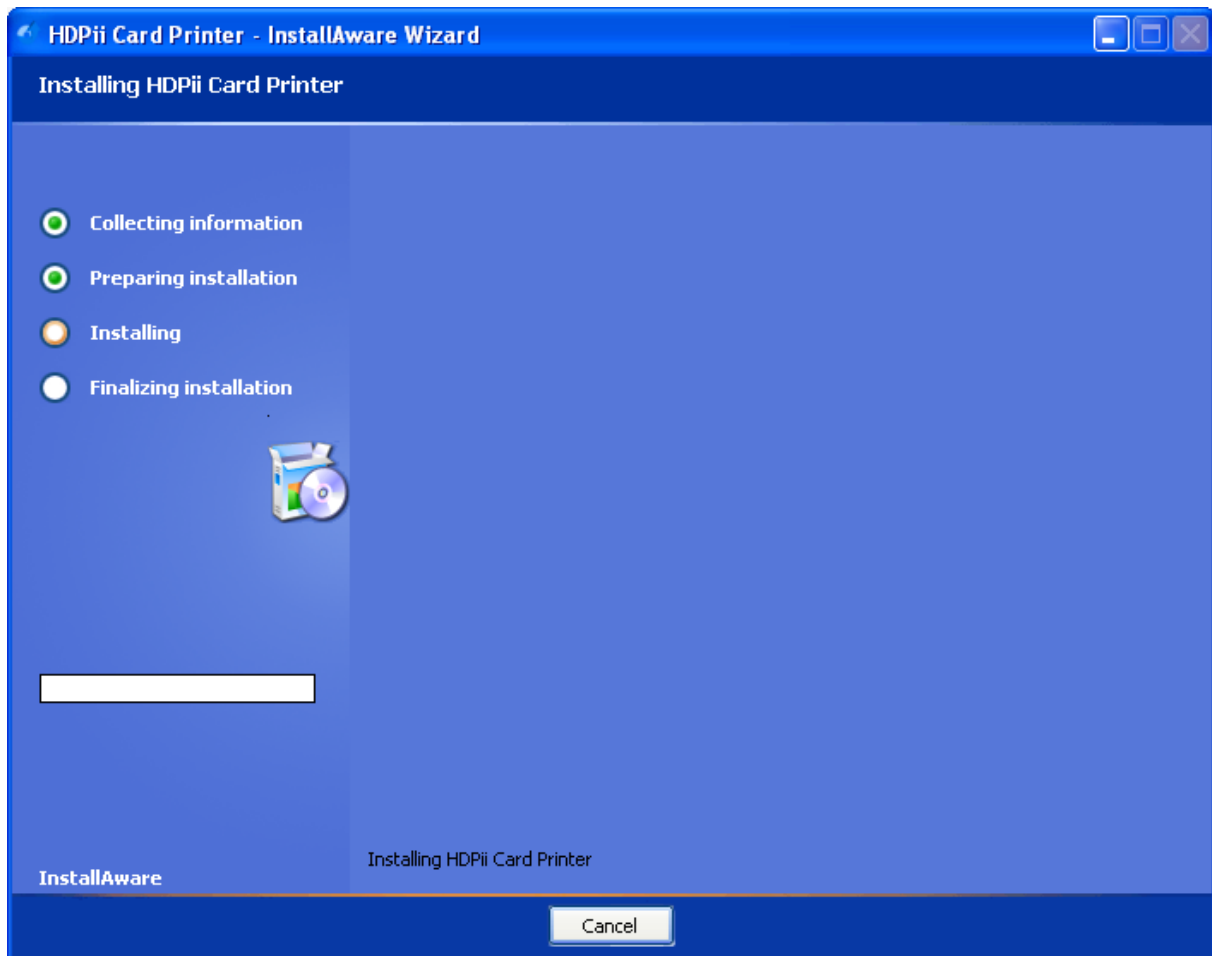 HDPii Card Printer - InstallAware Wizard
Installing HDPii Card Printer
Collecting information
Preparing installation
Installing
Finalizing installation
Installing HDPii Card Printer
InstallAware
Cancel